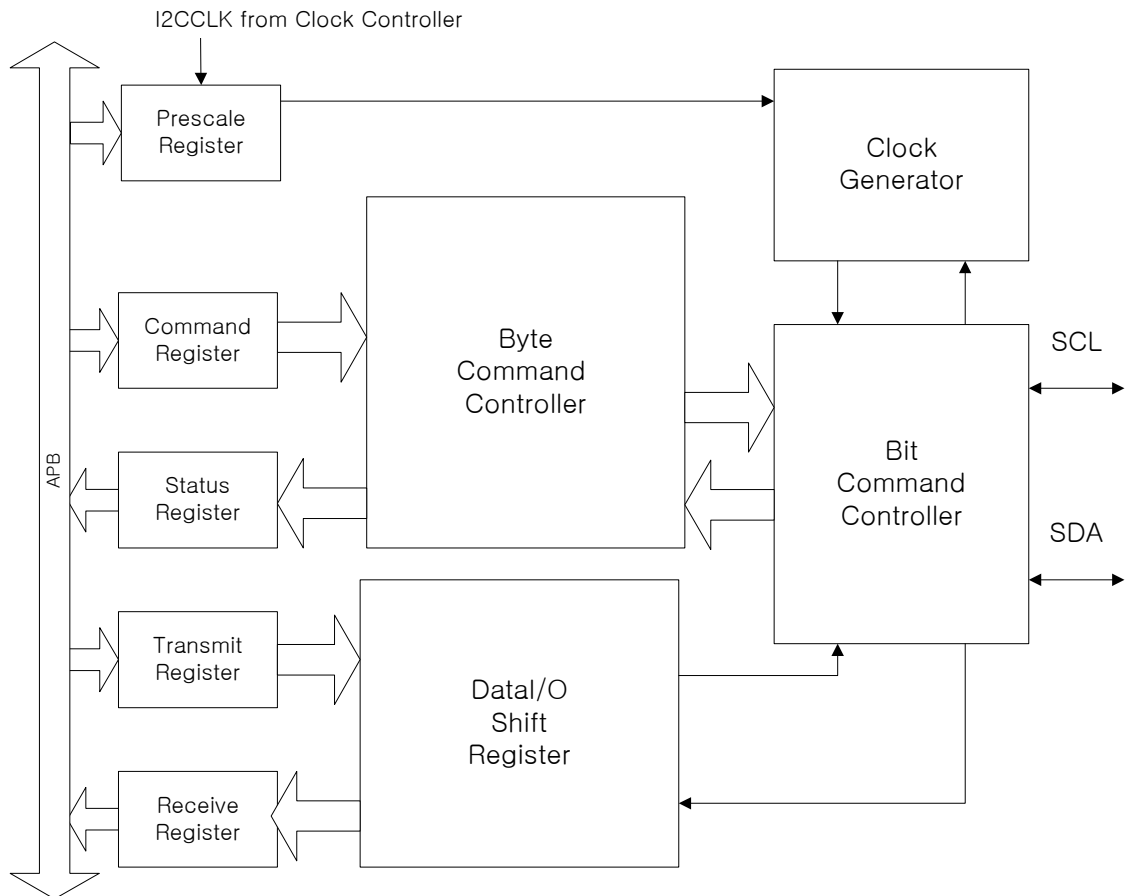 I2CCLK from Clock Controller
Prescale
Register
Clock
Generator
Command
Register
Byte
Command
Controller
SCL
APB
Status
Register
Bit
Command
Controller
SDA
Transmit
Register
DataI/O
Shift
Register
Receive
Register